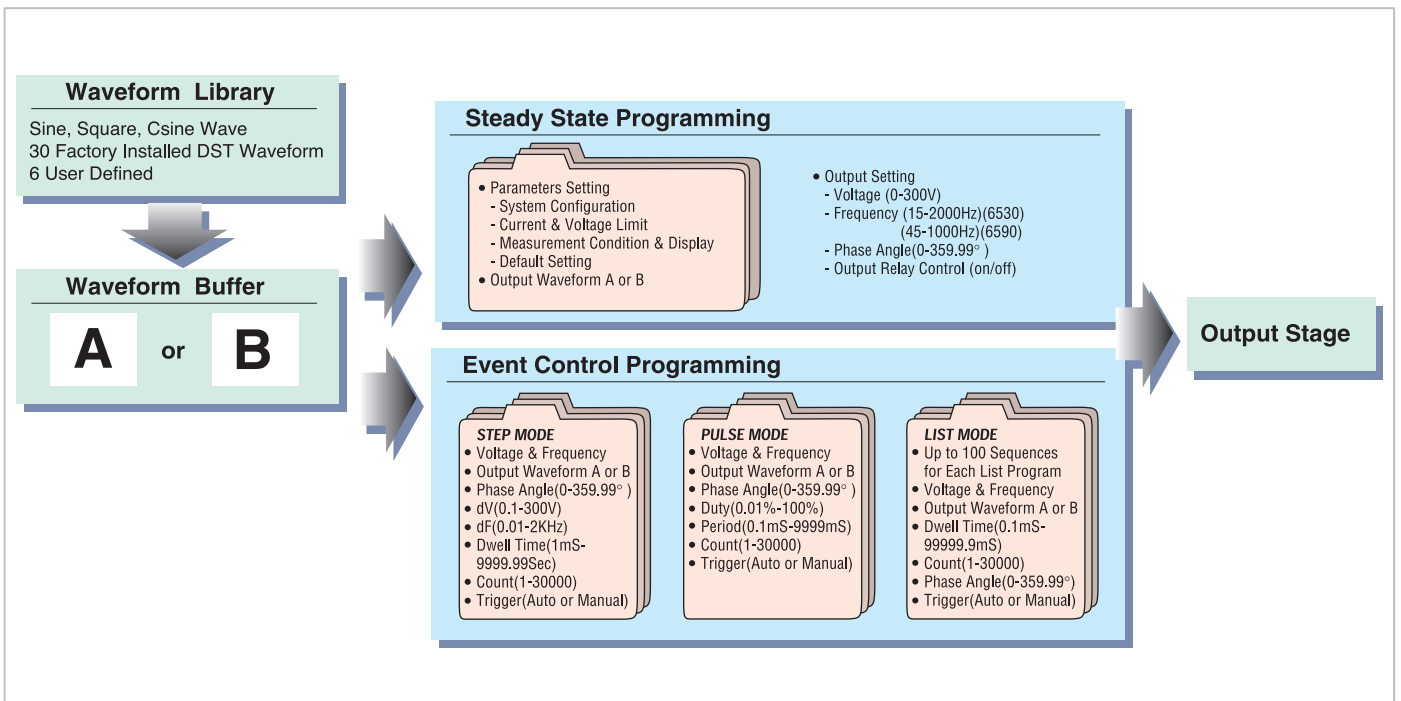 Waveform Library
Sine, Square, Csine Wave
30 Factory Installed DST Waveform
6 User Defined
Waveform Buffer
A or B
Steady State Programming
• Parameters Setting
- System Configuration
- Current & Voltage Limit
- Measurement Condition & Display
- Default Setting
• Output Waveform A or B
• Output Setting
- Voltage (0-300V)
- Frequency (15-2000Hz)(6530)
(45-1000Hz)(6590)
- Phase Angle(0-359.99° )
- Output Relay Control (on/off)
Event Control Programming
STEP MODE
• Voltage & Frequency
• Output Waveform A or B
• Phase Angle(0-359.99° )
• dV(0.1-300V)
• dF(0.01-2KHz)
• Dwell Time(1mS-
9999.99Sec)
• Count(1-30000)
• Trigger(Auto or Manual)
PULSE MODE
• Voltage & Frequency
• Output Waveform A or B
• Phase Angle(0-359.99° )
• Duty(0.01%-100%)
• Period(0.1mS-9999mS)
• Count(1-30000)
• Trigger(Auto or Manual)
LIST MODE
• Up to 100 Sequences
for Each List Program
• Voltage & Frequency
• Output Waveform A or B
• Dwell Time(0.1mS-
99999.9mS)
• Count(1-30000)
• Phase Angle(0-359.99°)
• Trigger(Auto or Manual)
Output Stage